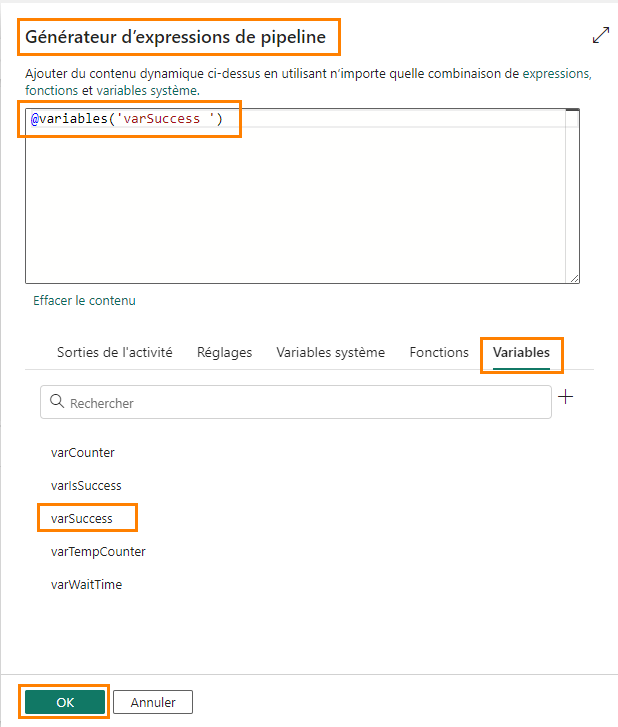 Générateur d’expressions de pipeline
Ajouter du contenu dynamique ci-dessus en utilisant n’importe quelle combinaison de expressions,
fonctions et variables système.
@variables('varSuccess ')
Effacer le contenu
Sorties de l'activité Réglages Variables système Fonctions Variables
Rechercher
varCounter
varIsSuccess
varSuccess
varTempCounter
varWaitTime
OK Annuler